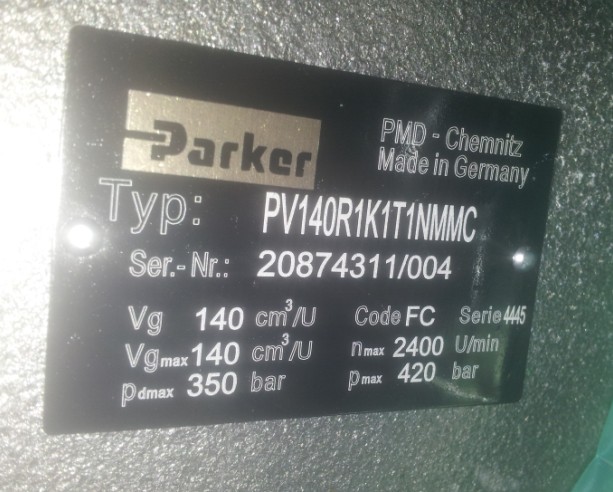 Parker
PMD - Chemnitz
Made in Germany
Typ: PV140R1K1T1NMMC
Ser.-Nr.: 20874311/004
Vg 140 cm³/U Code FC Serie 4445
Vgmax 140 cm³/U nmax 2400 U/min
pdmax 350 bar pmax 420 bar